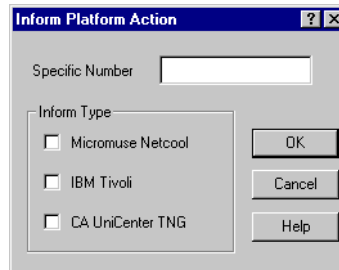 Inform Platform Action
Specific Number
Inform Type
Micromuse Netcool
IBM Tivoli
CA UniCenter TNG
OK
Cancel
Help